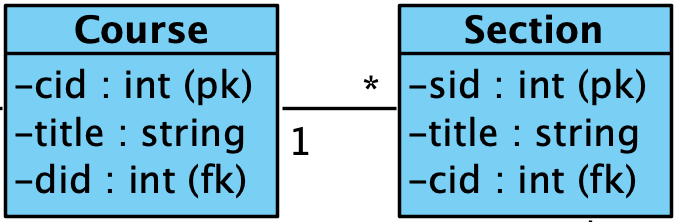 Course
-cid : int (pk)
-title : string
-did : int (fk)
1
*
Section
-sid : int (pk)
-title : string
-cid : int (fk)